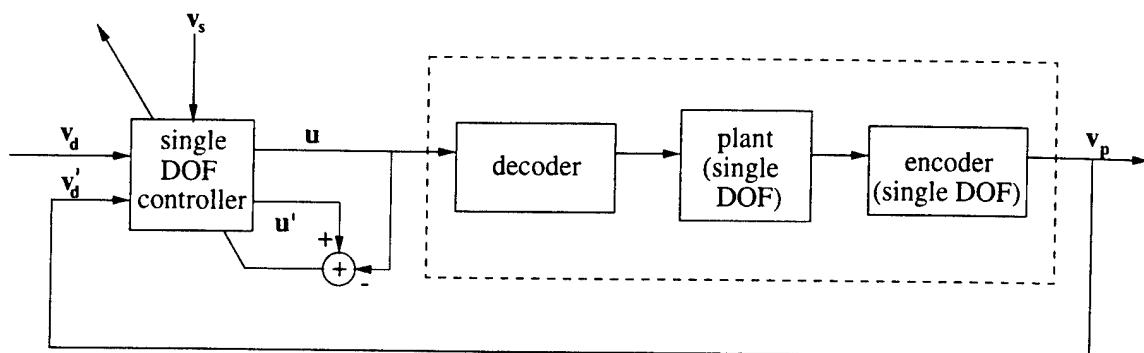 v_s
v_d
v_d'
single
DOF
controller
u
u'
+
+
-
decoder
plant
(single
DOF)
encoder
(single DOF)
v_p